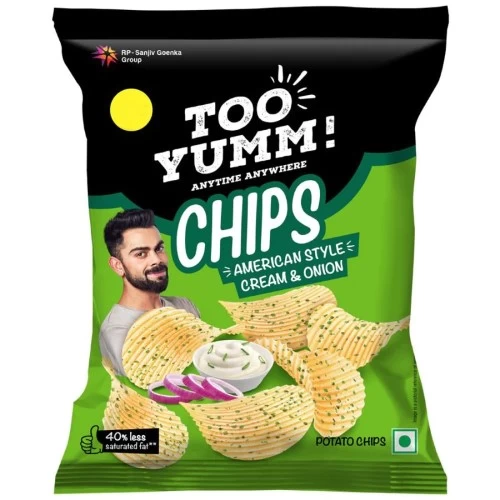 RP-Sanjiv Goenka
Group
TOO
YUMM!
ANYTIME ANYWHERE
CHIPS
AMERICAN STYLE
CREAM & ONION
40% less
saturated fat**
POTATO CHIPS